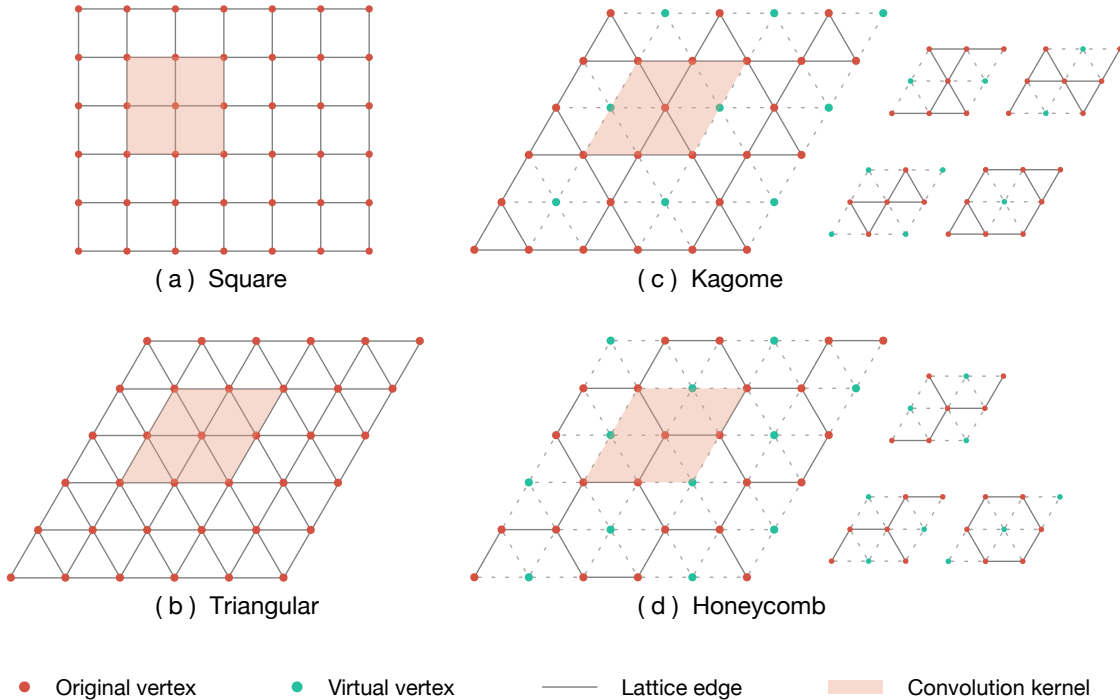 ( a ) Square
( c ) Kagome
( b ) Triangular
( d ) Honeycomb
Original vertex
Virtual vertex
Lattice edge
Convolution kernel